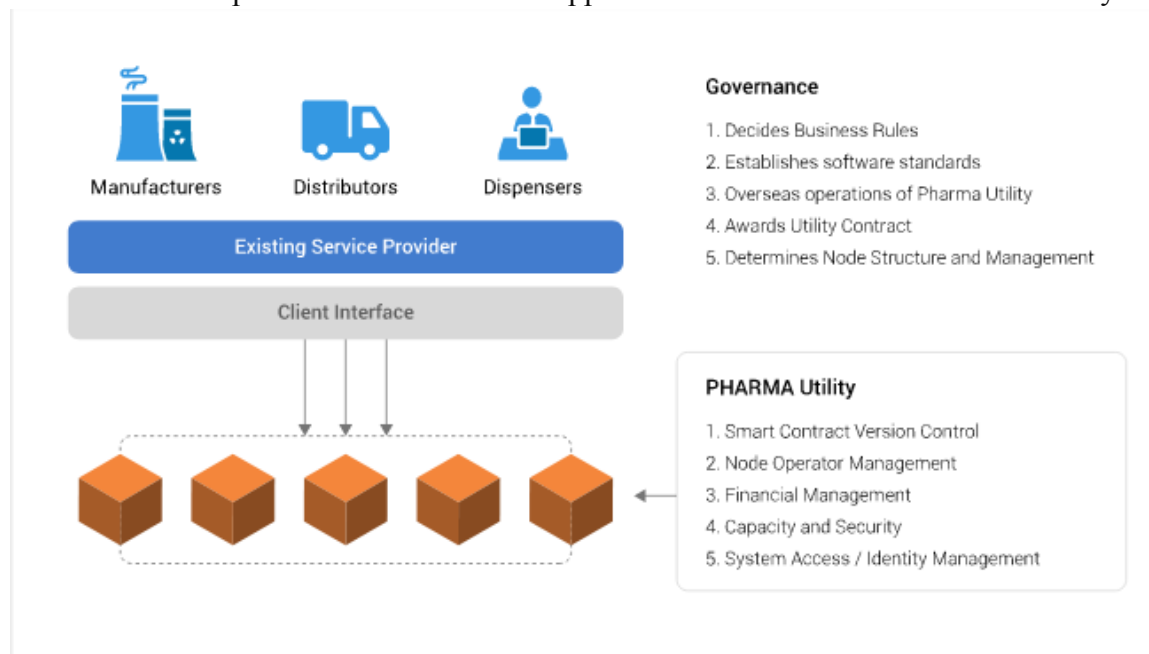 Manufacturers
Distributors
Dispensers
Existing Service Provider
Client Interface
Governance
1. Decides Business Rules
2. Establishes software standards
3. Overseas operations of Pharma Utility
4. Awards Utility Contract
5. Determines Node Structure and Management
PHARMA Utility
1. Smart Contract Version Control
2. Node Operator Management
3. Financial Management
4. Capacity and Security
5. System Access / Identity Management